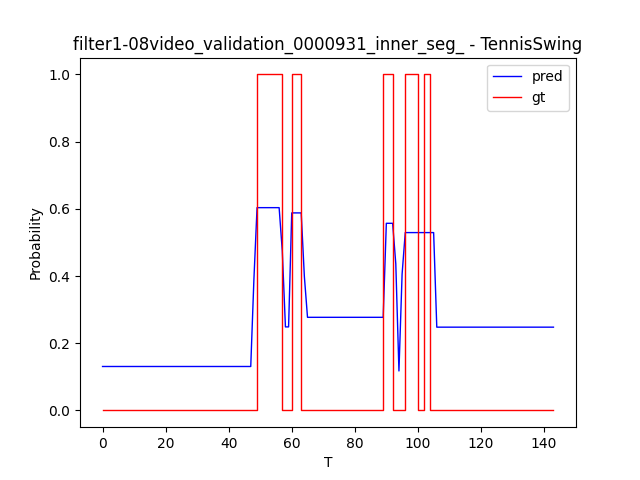 filter1-08video_validation_0000931_inner_seg_ - TennisSwing
pred
gt
1.0
0.8
0.6
0.4
0.2
0.0
Probability
0 20 40 60 80 100 120 140
T